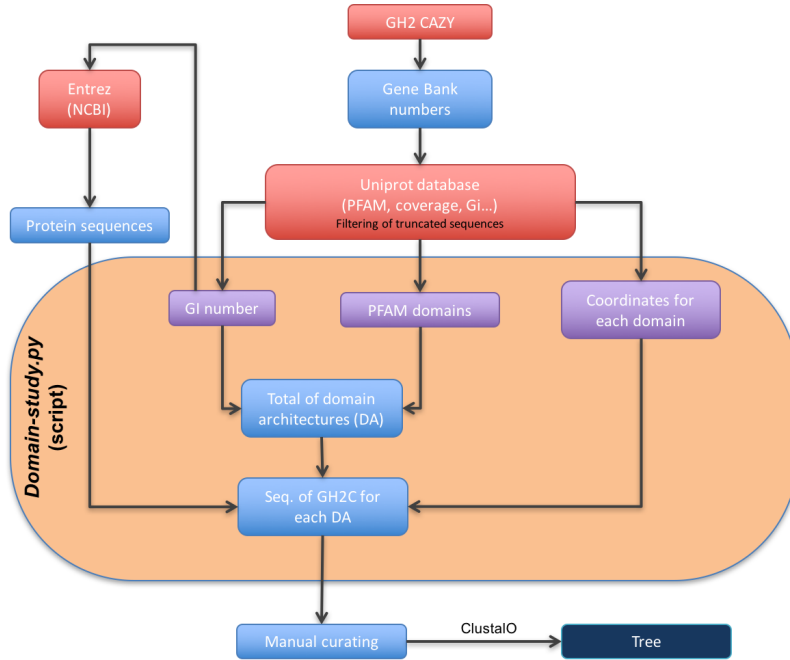 GH2 CAZY
Entrez
(NCBI)
Gene Bank
numbers
Uniprot database
(PFAM, coverage, Gi...)
Filtering of truncated sequences
Protein sequences
GI number
PFAM domains
Coordinates for
each domain
Domain-study.py
(script)
Total of domain
architectures (DA)
Seq. of GH2C for
each DA
Manual curating
ClustalO
Tree